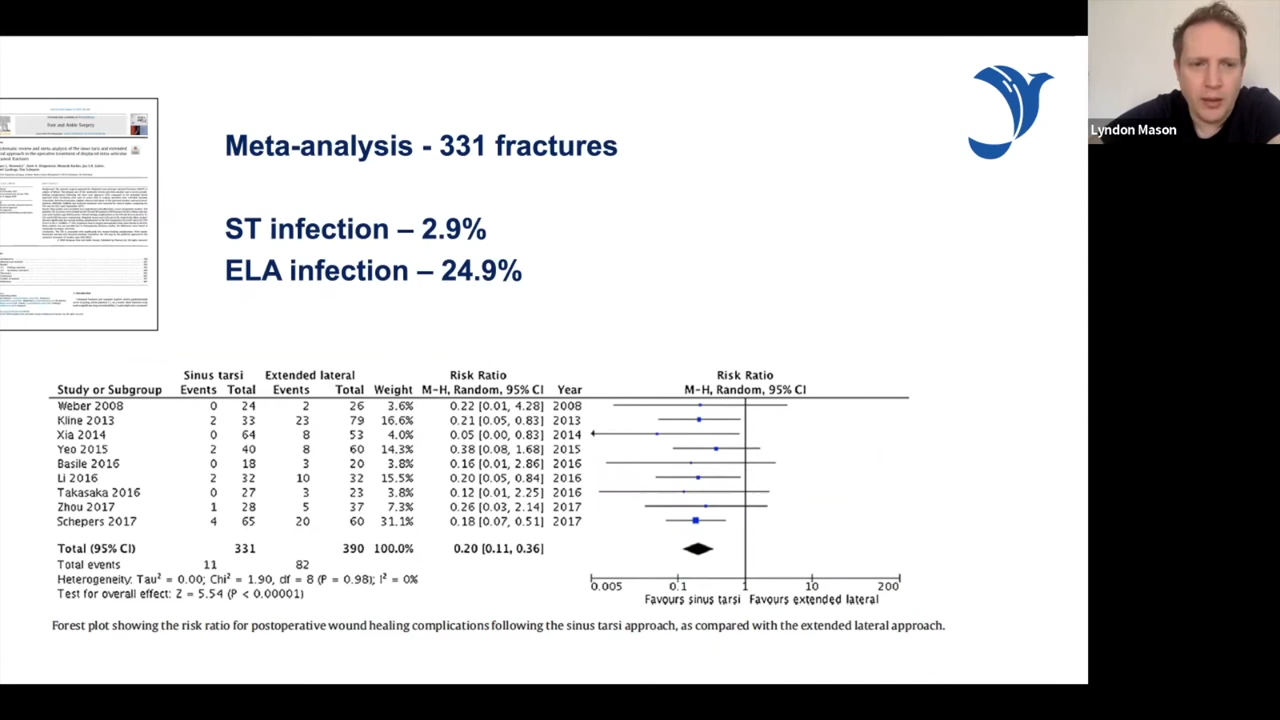 Lyndon Mason
Foot and Ankle Surgery
Meta-analysis - 331 fractures
ST infection – 2.9%
ELA infection – 24.9%
Sinus tarsi Extended lateral Risk Ratio Risk Ratio
Study or Subgroup Events Total Events Total Weight M-H, Random, 95% CI Year M-H, Random, 95% CI
Weber 2008 0 24 2 26 3.6% 0.22 [0.01, 4.28] 2008
Kline 2013 2 33 23 79 16.6% 0.21 [0.05, 0.83] 2013
Xia 2014 0 64 8 53 4.0% 0.05 [0.00, 0.83] 2014
Yeo 2015 2 40 8 60 14.3% 0.38 [0.08, 1.68] 2015
Basile 2016 0 18 3 20 3.8% 0.16 [0.01, 2.86] 2016
Li 2016 2 32 10 32 15.5% 0.20 [0.05, 0.84] 2016
Takasaka 2016 0 27 3 23 3.8% 0.12 [0.01, 2.25] 2016
Zhou 2017 1 28 5 37 7.3% 0.26 [0.03, 2.14] 2017
Schepers 2017 4 65 20 60 31.1% 0.18 [0.07, 0.51] 2017
Total (95% CI) 331 390 100.0% 0.20 [0.11, 0.36]
Total events 11 82
Heterogeneity: Tau² = 0.00; Chi² = 1.90, df = 8 (P = 0.98); I² = 0%
Test for overall effect: Z = 5.54 (P < 0.00001)
0.005 0.1 1 10 200
Favours sinus tarsi Favours extended lateral
Forest plot showing the risk ratio for postoperative wound healing complications following the sinus tarsi approach, as compared with the extended lateral approach.